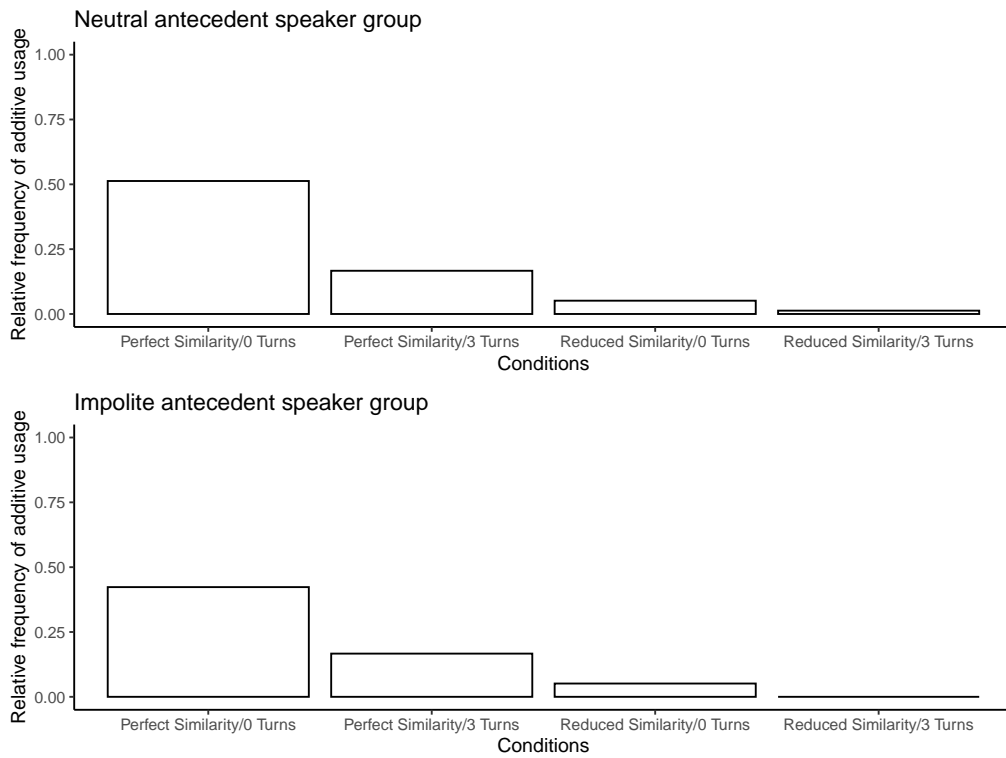 Neutral antecedent speaker group
Relative frequency of additive usage
1.00
0.75
0.50
0.25
0.00
Perfect Similarity/0 Turns
Perfect Similarity/3 Turns
Reduced Similarity/0 Turns
Reduced Similarity/3 Turns
Conditions
Impolite antecedent speaker group
Relative frequency of additive usage
1.00
0.75
0.50
0.25
0.00
Perfect Similarity/0 Turns
Perfect Similarity/3 Turns
Reduced Similarity/0 Turns
Reduced Similarity/3 Turns
Conditions